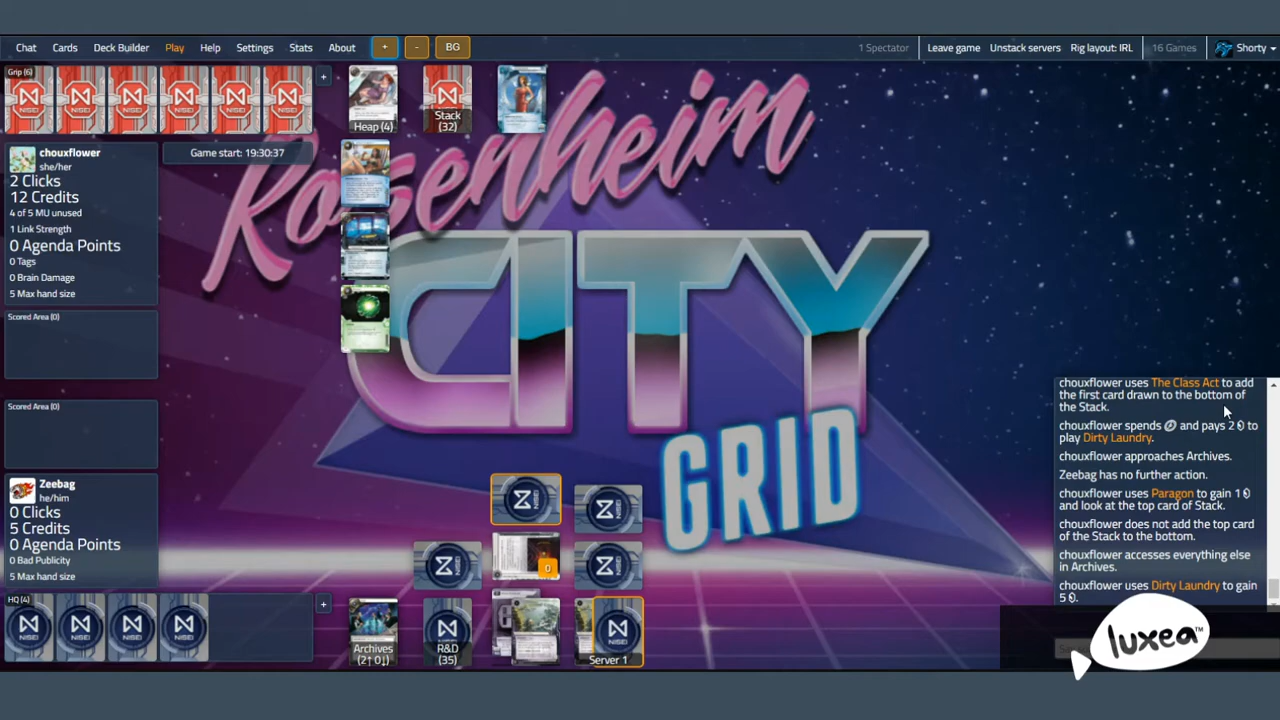 Chat Cards Deck Builder Play Help Settings Stats About + - BG 1 Spectator Leave game Unstack servers Rig layout: IRL 16 Games Shorty
Grip (6)
+
Heap (4)
Stack
(32)
chouxflower
she/her
2 Clicks
12 Credits
4 of 5 MU unused
1 Link Strength
0 Agenda Points
0 Tags
0 Brain Damage
5 Max hand size
Game start: 19:30:37
Scored Area (0)
Scored Area (0)
Rosenheim
CITY
GRID
Zeebag
he/him
0 Clicks
5 Credits
0 Agenda Points
0 Bad Publicity
5 Max hand size
HQ (4)
+
0
Archives
(2↑ 0↓)
R&D
(35)
Server 1
chouxflower uses The Class Act to add
the first card drawn to the bottom of
the Stack.
chouxflower spends and pays 2 to
play Dirty Laundry.
chouxflower approaches Archives.
Zeebag has no further action.
chouxflower uses Paragon to gain 1
and look at the top card of Stack.
chouxflower does not add the top card
of the Stack to the bottom.
chouxflower accesses everything else
in Archives.
chouxflower uses Dirty Laundry to gain
5.
luxea™